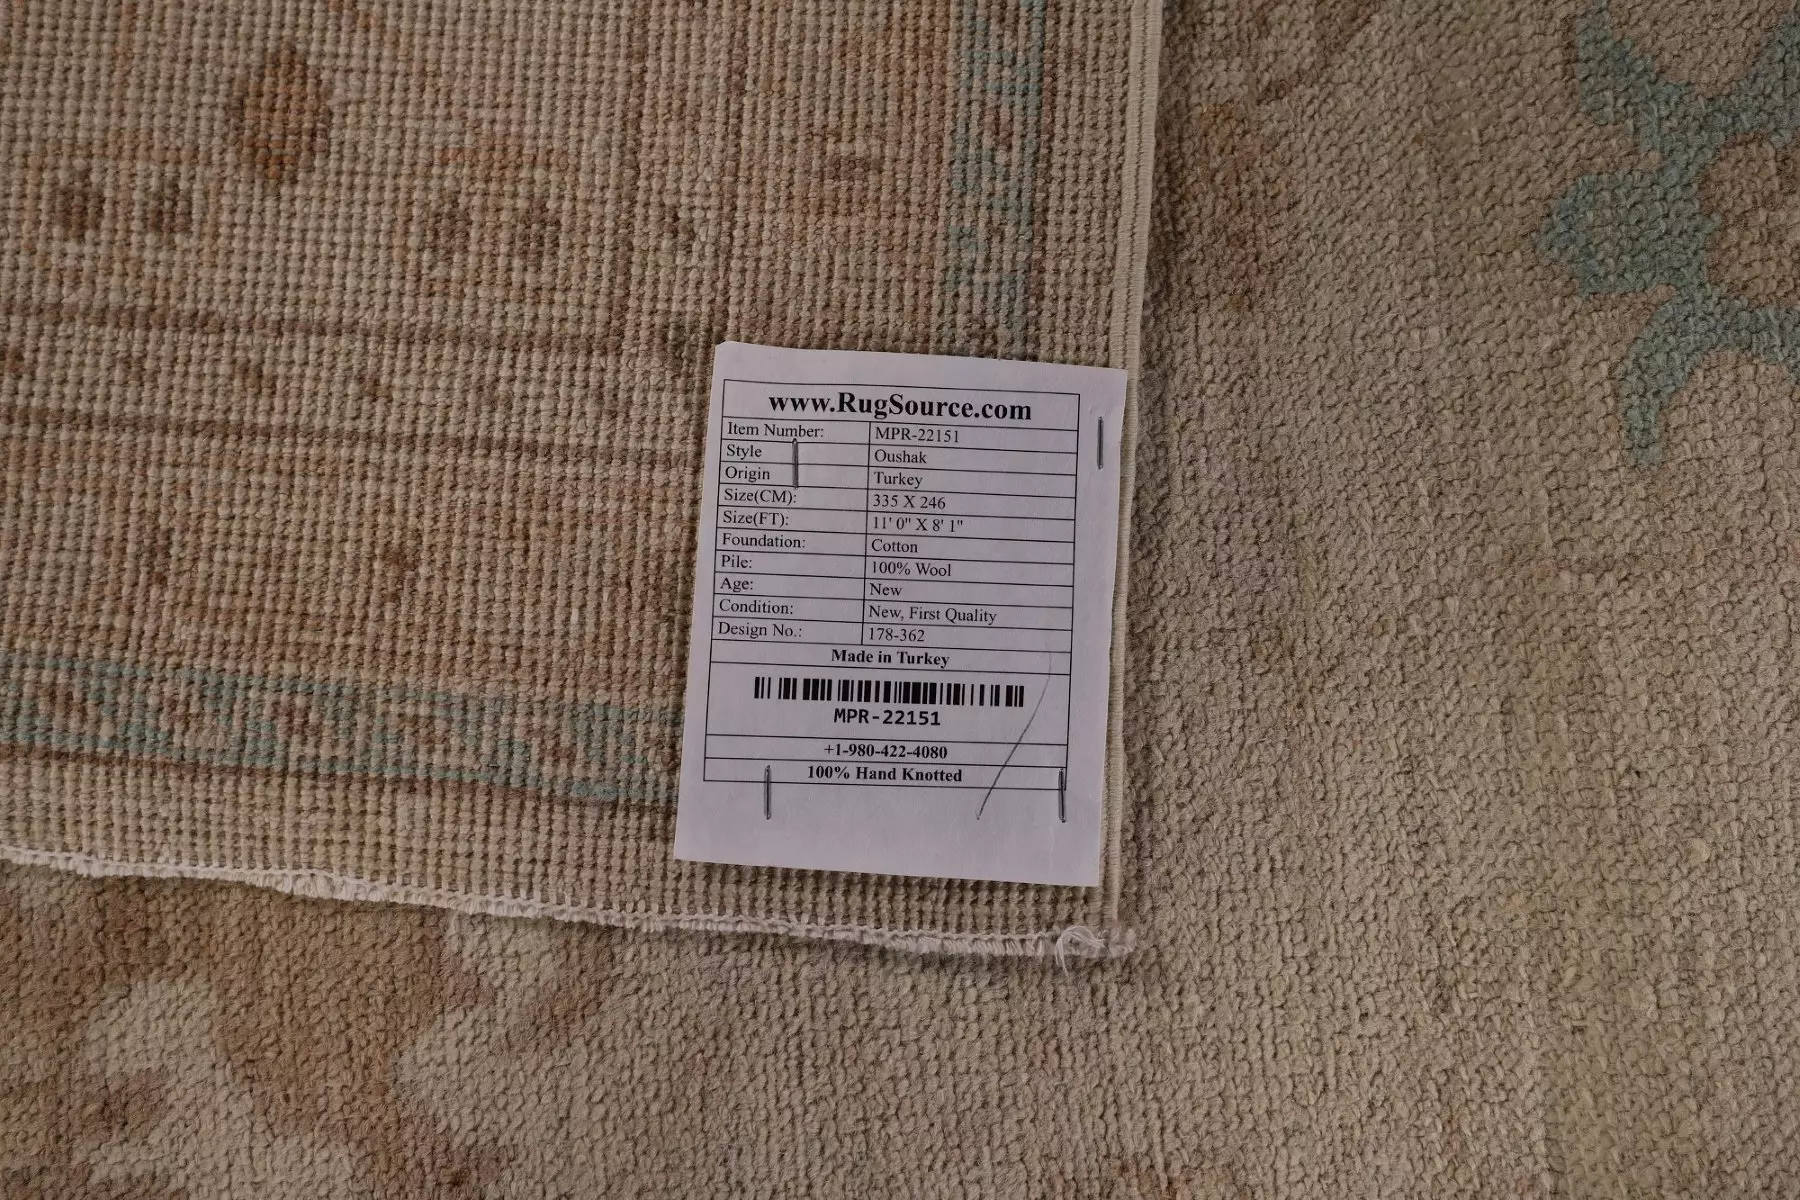 www.RugSource.com
Item Number: MPR-22151
Style Oushak
Origin Turkey
Size(CM): 335 X 246
Size(FT): 11' 0" X 8' 1"
Foundation: Cotton
Pile: 100% Wool
Age: New
Condition: New, First Quality
Design No.: 178-362
Made in Turkey
MPR-22151
+1-980-422-4080
100% Hand Knotted